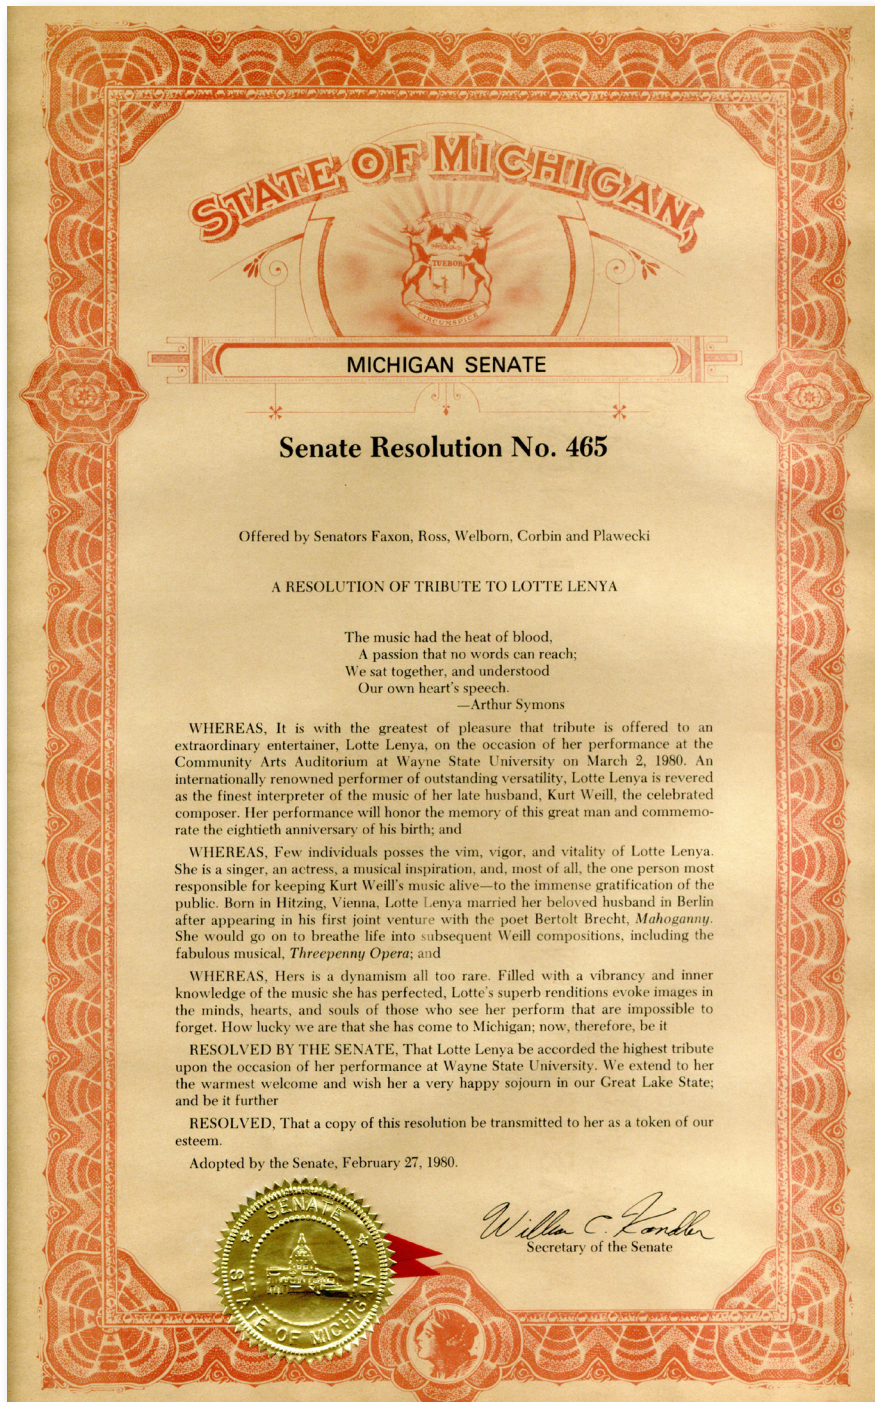 STATE OF MICHIGAN,
TUEBOR
CIRCUMSPICE
MICHIGAN SENATE
Senate Resolution No. 465
Offered by Senators Faxon, Ross, Welborn, Corbin and Plawecki
A RESOLUTION OF TRIBUTE TO LOTTE LENYA
The music had the heat of blood,
A passion that no words can reach;
We sat together, and understood
Our own heart's speech.
—Arthur Symons
WHEREAS, It is with the greatest of pleasure that tribute is offered to an
extraordinary entertainer, Lotte Lenya, on the occasion of her performance at the
Community Arts Auditorium at Wayne State University on March 2, 1980. An
internationally renowned performer of outstanding versatility, Lotte Lenya is revered
as the finest interpreter of the music of her late husband, Kurt Weill, the celebrated
composer. Her performance will honor the memory of this great man and commemo-
rate the eightieth anniversary of his birth; and
WHEREAS, Few individuals posses the vim, vigor, and vitality of Lotte Lenya.
She is a singer, an actress, a musical inspiration, and, most of all, the one person most
responsible for keeping Kurt Weill's music alive—to the immense gratification of the
public. Born in Hitzing, Vienna, Lotte Lenya married her beloved husband in Berlin
after appearing in his first joint venture with the poet Bertolt Brecht, Mahoganny.
She would go on to breathe life into subsequent Weill compositions, including the
fabulous musical, Threepenny Opera; and
WHEREAS, Hers is a dynamism all too rare. Filled with a vibrancy and inner
knowledge of the music she has perfected, Lotte's superb renditions evoke images in
the minds, hearts, and souls of those who see her perform that are impossible to
forget. How lucky we are that she has come to Michigan; now, therefore, be it
RESOLVED BY THE SENATE, That Lotte Lenya be accorded the highest tribute
upon the occasion of her performance at Wayne State University. We extend to her
the warmest welcome and wish her a very happy sojourn in our Great Lake State;
and be it further
RESOLVED, That a copy of this resolution be transmitted to her as a token of our
esteem.
Adopted by the Senate, February 27, 1980.
SENATE
STATE OF MICHIGAN
William C. Kandler
Secretary of the Senate